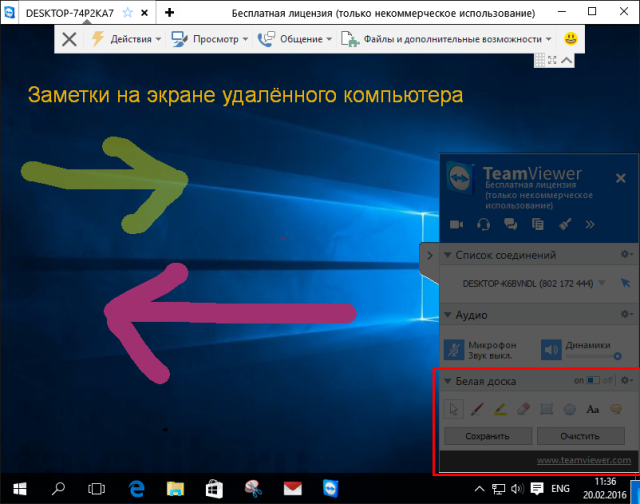 DESKTOP-74P2KA7
Бесплатная лицензия (только некоммерческое использование)
Действия
Просмотр
Общение
Файлы и дополнительные возможности
Заметки на экране удалённого компьютера
TeamViewer
Бесплатная лицензия
(только некоммерческое
использование)
Список соединений
DESKTOP-K6BVNDL (802 172 444)
Аудио
Микрофон
Звук выкл.
Динамики
Белая доска
on off
Aa
Сохранить
Очистить
www.teamviewer.com
ENG
11:36
20.02.2016